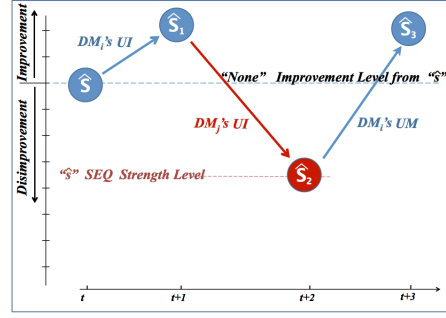 Improvement
Disimprovement
Ŝ₁
Ŝ₃
DMᵢ's UI
Ŝ
"None" Improvement Level from "ŝ"
DMⱼ's UI
DMᵢ's UM
"ŝ" SEQ Strength Level
Ŝ₂
t
t+1
t+2
t+3